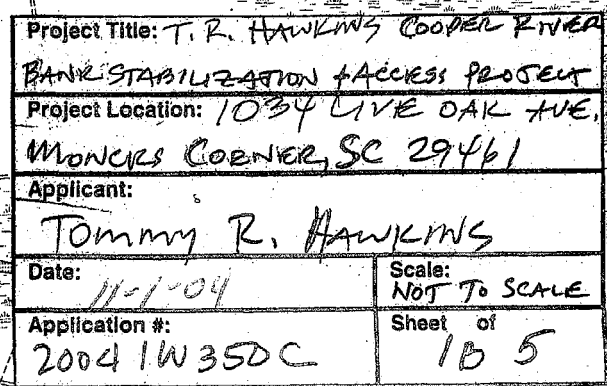 Project Title: T. R. HAWKINS COOPER RIVER
BANK STABILIZATION + ACCESS PROJECT
Project Location: 1034 LIVE OAK AVE.
MONCKS CORNER, SC 29461
Applicant:
Tommy R. HAWKINS
Date: 11-1-04
Scale: NOT TO SCALE
Application #: 2004 1W 350 C
Sheet of
1B 5